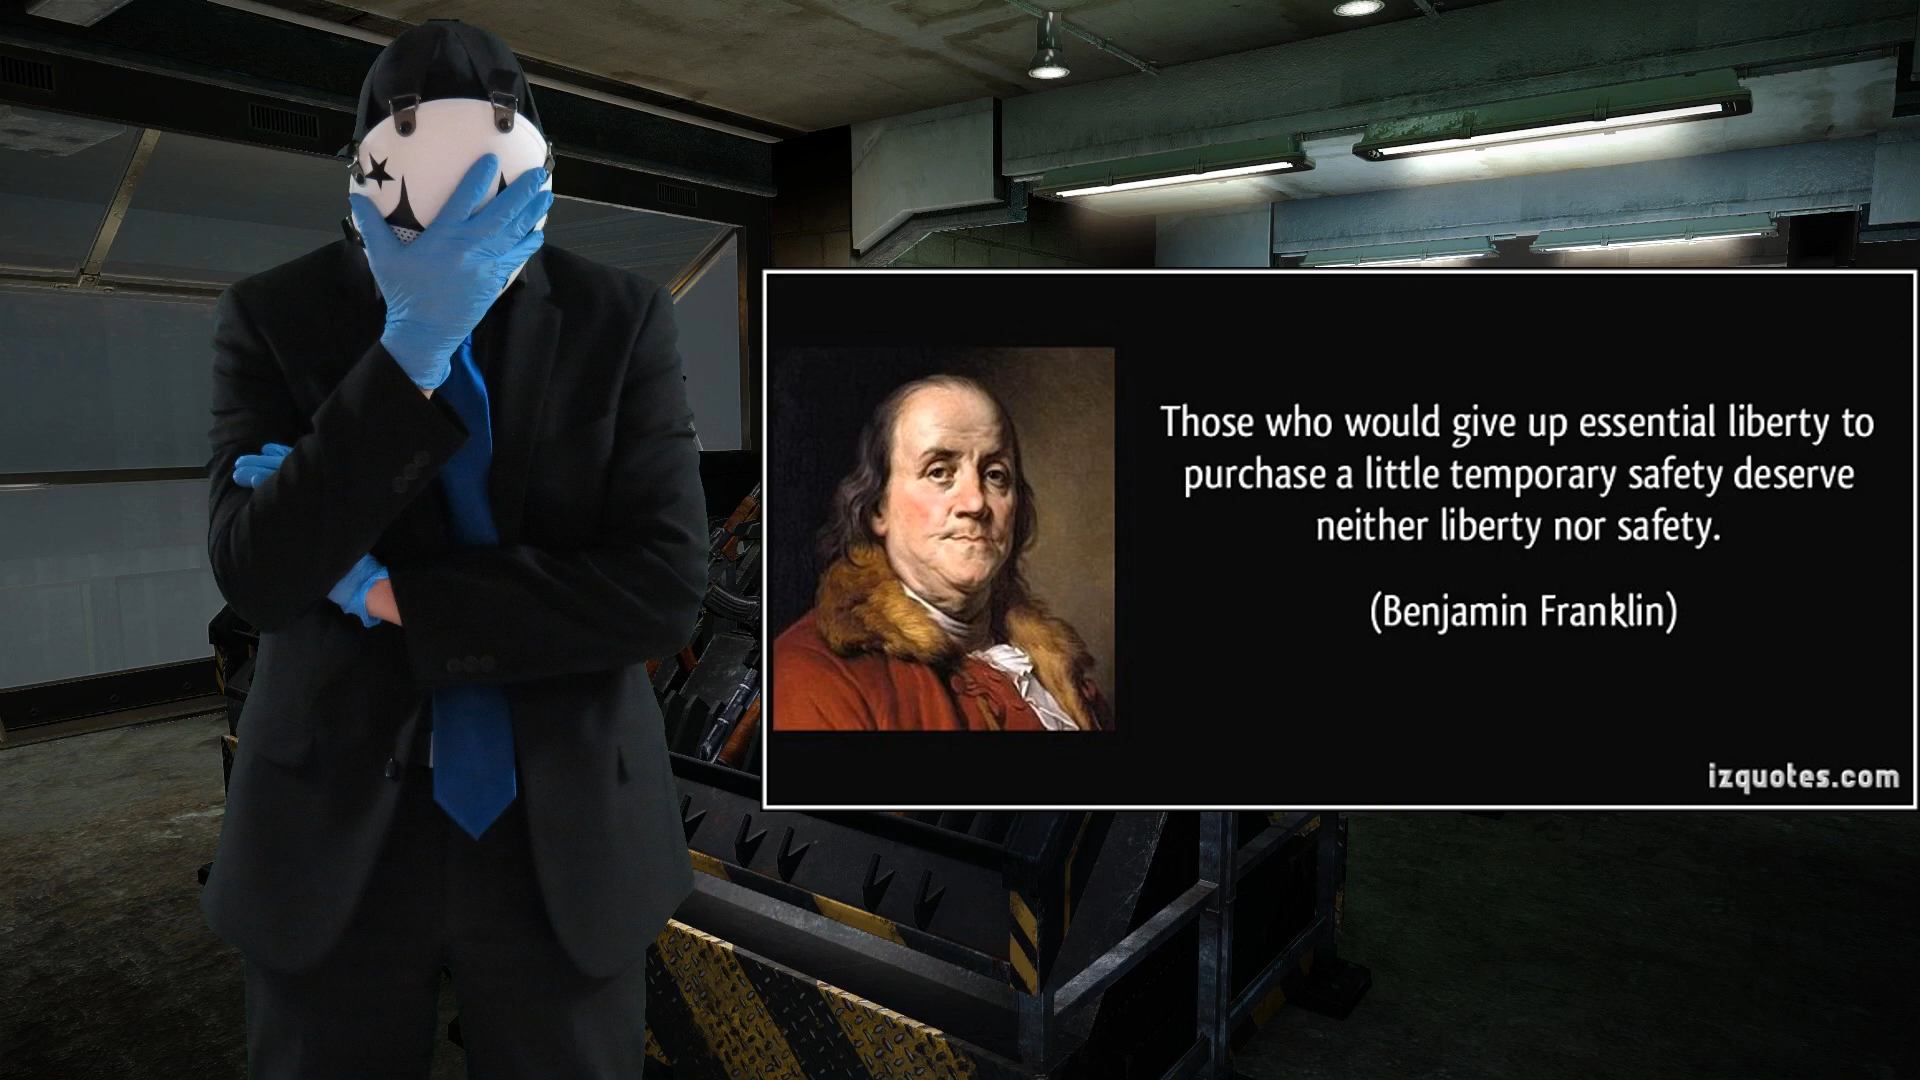 Those who would give up essential liberty to
purchase a little temporary safety deserve
neither liberty nor safety.
(Benjamin Franklin)
izquotes.com